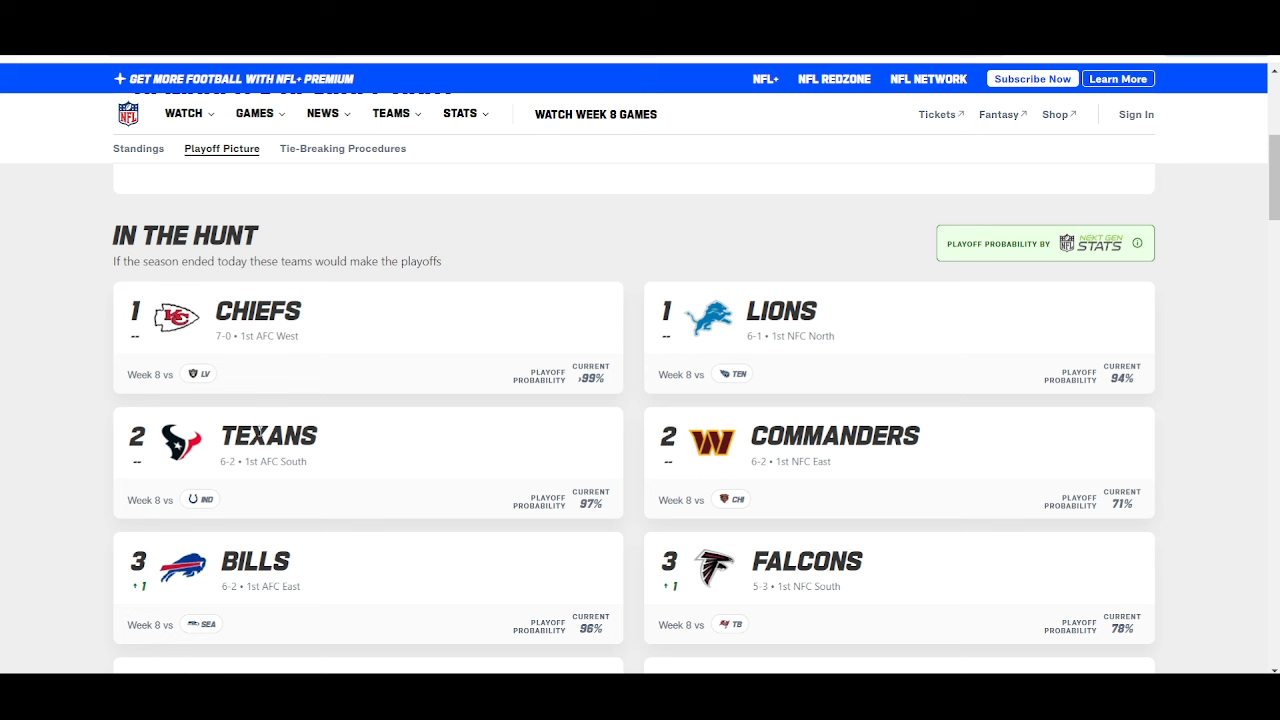 GET MORE FOOTBALL WITH NFL+ PREMIUM
NFL+ NFL REDZONE NFL NETWORK Subscribe Now Learn More
NFL WATCH GAMES NEWS TEAMS STATS WATCH WEEK 8 GAMES Tickets Fantasy Shop Sign In
Standings Playoff Picture Tie-Breaking Procedures
IN THE HUNT
If the season ended today these teams would make the playoffs
PLAYOFF PROBABILITY BY NFL NEXT GEN STATS
1 CHIEFS
-- 7-0 • 1st AFC West
Week 8 vs LV PLAYOFF PROBABILITY CURRENT >99%
1 LIONS
-- 6-1 • 1st NFC North
Week 8 vs TEN PLAYOFF PROBABILITY CURRENT 94%
2 TEXANS
-- 6-2 • 1st AFC South
Week 8 vs IND PLAYOFF PROBABILITY CURRENT 97%
2 COMMANDERS
-- 6-2 • 1st NFC East
Week 8 vs CHI PLAYOFF PROBABILITY CURRENT 71%
3 BILLS
↑ 1 6-2 • 1st AFC East
Week 8 vs SEA PLAYOFF PROBABILITY CURRENT 96%
3 FALCONS
↑ 1 5-3 • 1st NFC South
Week 8 vs TB PLAYOFF PROBABILITY CURRENT 78%